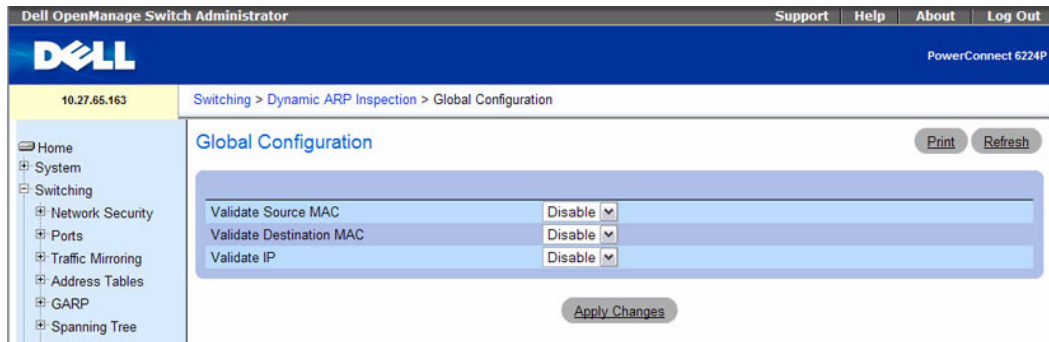 Dell OpenManage Switch Administrator
Support | Help | About | Log Out
DELL
PowerConnect 6224P
10.27.65.163
Switching > Dynamic ARP Inspection > Global Configuration
Home
System
Switching
Network Security
Ports
Traffic Mirroring
Address Tables
GARP
Spanning Tree
Global Configuration
Print
Refresh
Validate Source MAC Disable
Validate Destination MAC Disable
Validate IP Disable
Apply Changes